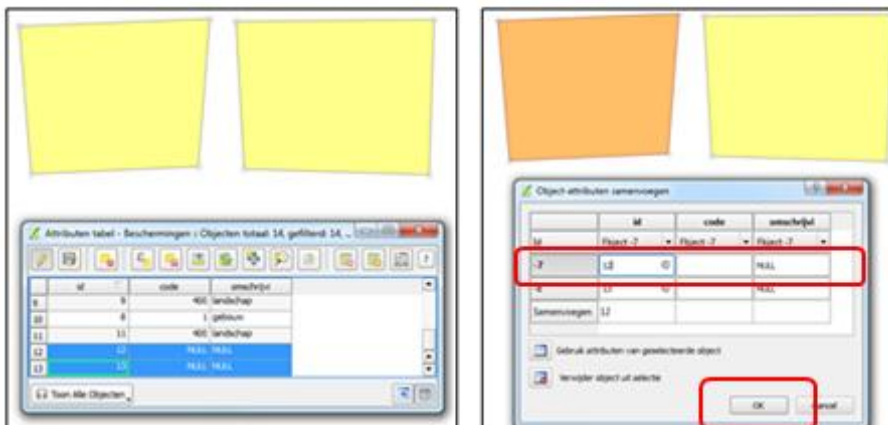 Attributen tabel - Beschermingen : Objecten totaal: 14, gefilterd: 14,
id code omschrijvi
9 9 400 landschap
10 8 1 gebouw
11 11 400 landschap
12 12 NULL NULL
13 13 NULL NULL
Toon Alle Objecten
Object-attributen samenvoegen
id code omschrijvi
Id Object -7 Object -7 Object -7
-7 12 NULL
13 NULL
Samenvoegen 12
Gebruik attributen van geselecteerde object
Verwijder object uit selectie
OK